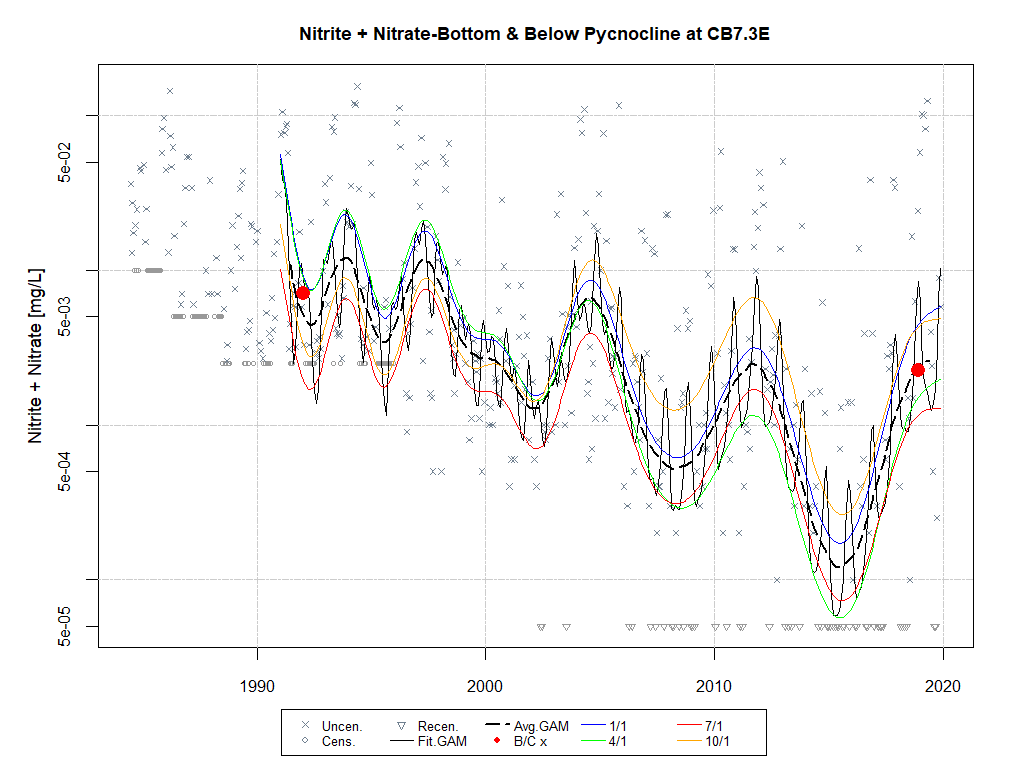 Nitrite + Nitrate-Bottom & Below Pycnocline at CB7.3E
Nitrite + Nitrate [mg/L]
5e-02
5e-03
5e-04
5e-05
1990 2000 2010 2020
Uncen. Recen. Avg.GAM 1/1 7/1
Cens. Fit.GAM B/C x 4/1 10/1